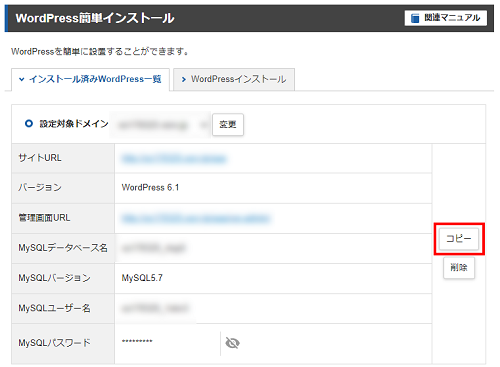 WordPress簡単インストール
関連マニュアル
WordPressを簡単に設置することができます。
インストール済みWordPress一覧
WordPressインストール
設定対象ドメイン
変更
サイトURL
バージョン
WordPress 6.1
管理画面URL
MySQLデータベース名
コピー
削除
MySQLバージョン
MySQL5.7
MySQLユーザー名
MySQLパスワード
*********